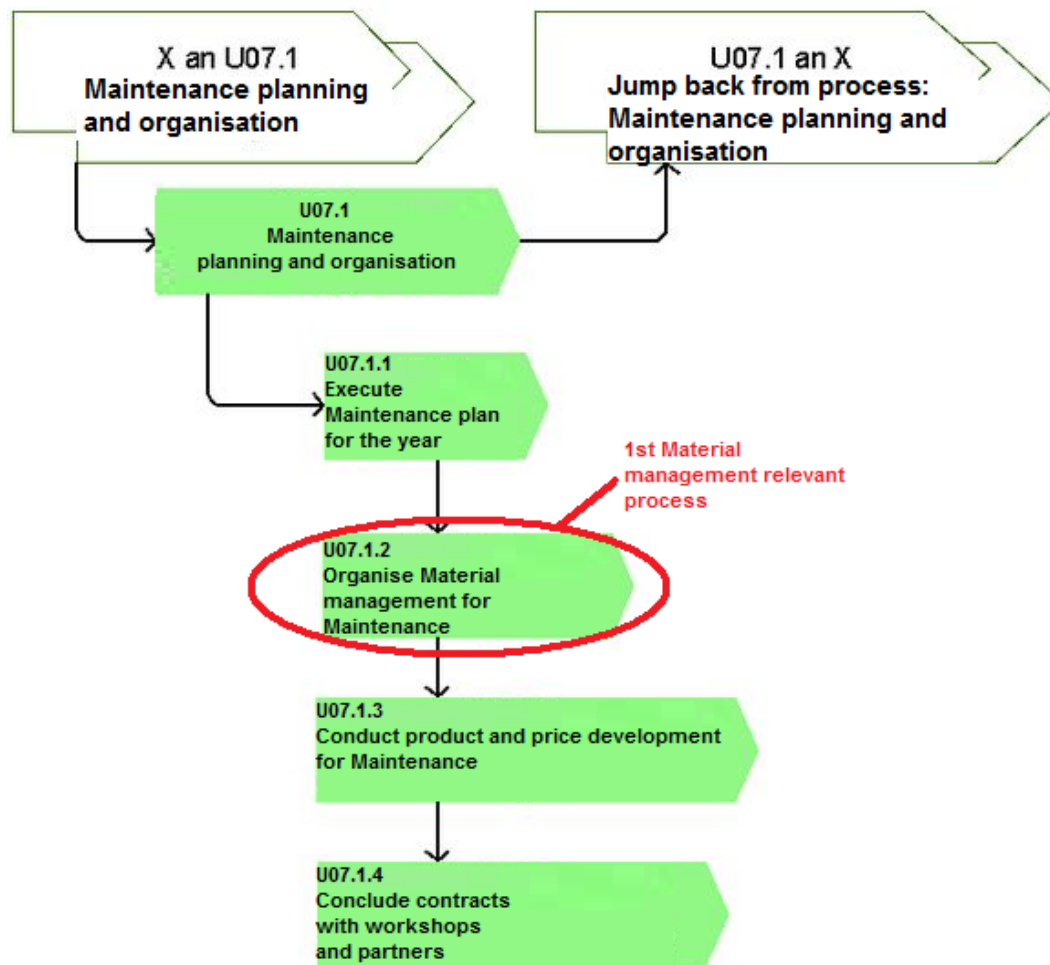 X an U07.1
Maintenance planning
and organisation
U07.1 an X
Jump back from process:
Maintenance planning and
organisation
U07.1
Maintenance
planning and organisation
U07.1.1
Execute
Maintenance plan
for the year
1st Material
management relevant
process
U07.1.2
Organise Material
management for
Maintenance
U07.1.3
Conduct product and price development
for Maintenance
U07.1.4
Conclude contracts
with workshops
and partners